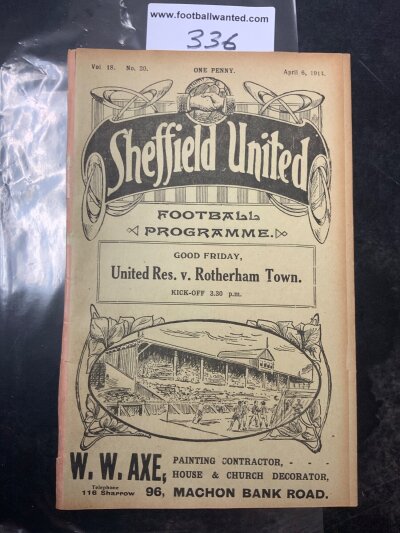 www.footballwanted.com
336
Vol 18. No. 30. ONE PENNY. April 6, 1914.
Sheffield United
FOOTBALL
PROGRAMME.
GOOD FRIDAY,
United Res. v. Rotherham Town.
KICK-OFF 3.30 p.m.
W. W. AXE, PAINTING CONTRACTOR, - - -
HOUSE & CHURCH DECORATOR,
Telephone
116 Sharrow 96, MACHON BANK ROAD.